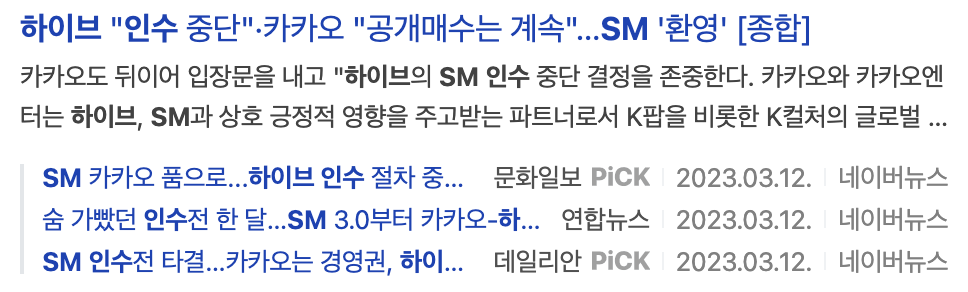 하이브 "인수 중단"·카카오 "공개매수는 계속"...SM '환영' [종합]
카카오도 뒤이어 입장문을 내고 "하이브의 SM 인수 중단 결정을 존중한다. 카카오와 카카오엔
터는 하이브, SM과 상호 긍정적 영향을 주고받는 파트너로서 K팝을 비롯한 K컬처의 글로벌 ...
SM 카카오 품으로...하이브 인수 절차 중... 문화일보 PiCK 2023.03.12. 네이버뉴스
숨 가빴던 인수전 한 달...SM 3.0부터 카카오-하... 연합뉴스 2023.03.12. 네이버뉴스
SM 인수전 타결...카카오는 경영권, 하이... 데일리안 PiCK 2023.03.12. 네이버뉴스